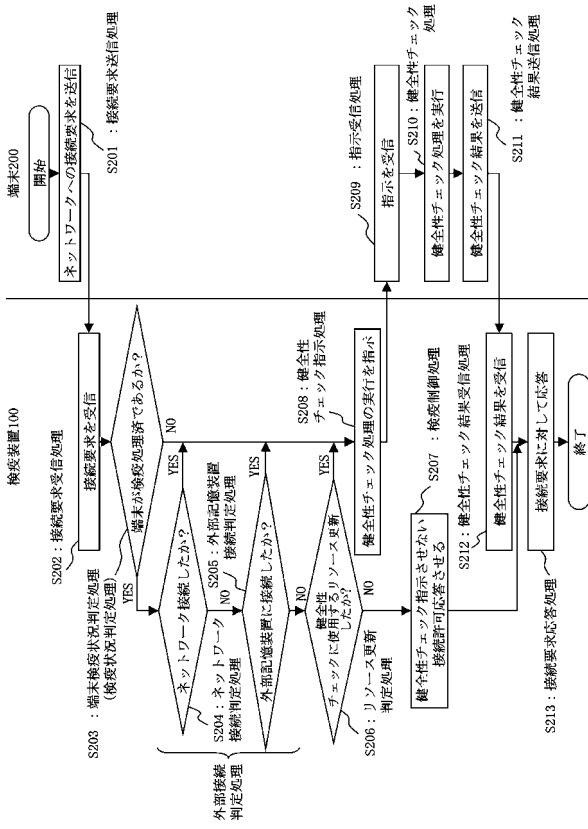 検疫装置100
端末200
開始
ネットワークへの接続要求を送信
S201 : 接続要求送信処理
S202 : 接続要求受信処理
接続要求を受信
S203 : 端末検疫状況判定処理
(検疫状況判定処理)
端末が検疫処理済であるか?
YES
NO
ネットワーク接続したか?
YES
NO
S204 : ネットワーク
接続判定処理
S205 : 外部記憶装置
接続判定処理
外部記憶装置に接続したか?
YES
NO
外部接続
判定処理
健全性
チェックに使用するリソース更新
したか?
YES
NO
S206 : リソース更新
判定処理
S208 : 健全性
チェック指示処理
健全性チェック処理の実行を指示
S209 : 指示受信処理
指示を受信
S210 : 健全性チェック
処理
健全性チェック処理を実行
健全性チェック結果を送信
S211 : 健全性チェック
結果送信処理
S207 : 検疫制御処理
健全性チェック指示させない
接続許可応答させる
S212 : 健全性チェック結果受信処理
健全性チェック結果を受信
接続要求に対して応答
S213 : 接続要求応答処理
終了